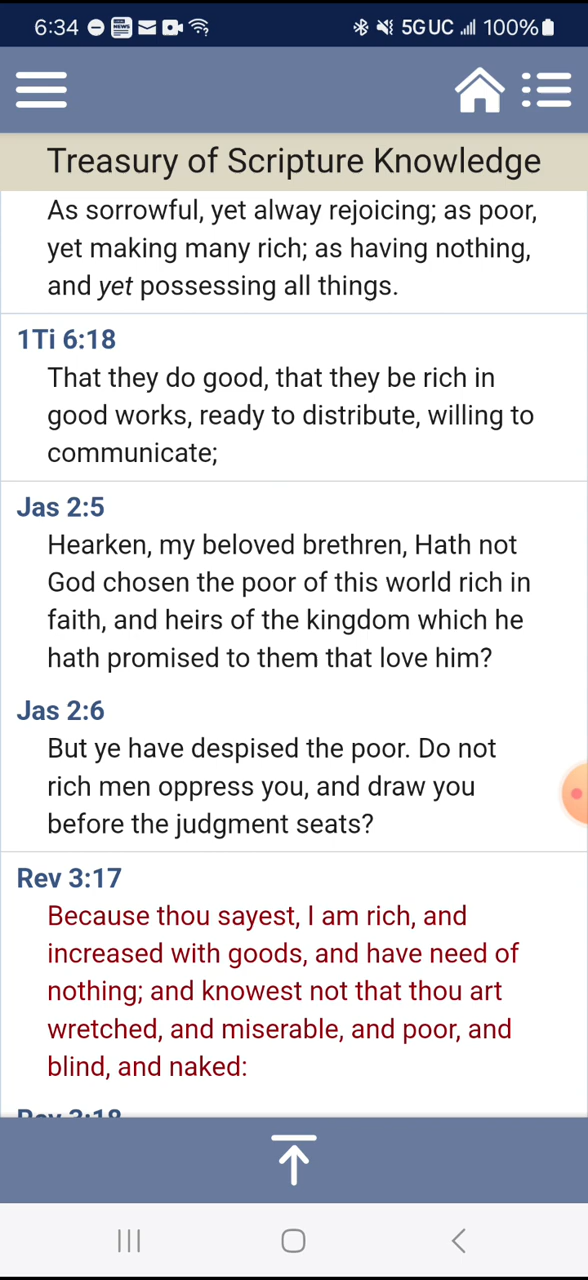 6:34
NEWS
5G UC
100%
Treasury of Scripture Knowledge
As sorrowful, yet alway rejoicing; as poor,
yet making many rich; as having nothing,
and yet possessing all things.
1Ti 6:18
That they do good, that they be rich in
good works, ready to distribute, willing to
communicate;
Jas 2:5
Hearken, my beloved brethren, Hath not
God chosen the poor of this world rich in
faith, and heirs of the kingdom which he
hath promised to them that love him?
Jas 2:6
But ye have despised the poor. Do not
rich men oppress you, and draw you
before the judgment seats?
Rev 3:17
Because thou sayest, I am rich, and
increased with goods, and have need of
nothing; and knowest not that thou art
wretched, and miserable, and poor, and
blind, and naked:
Rev 3:18